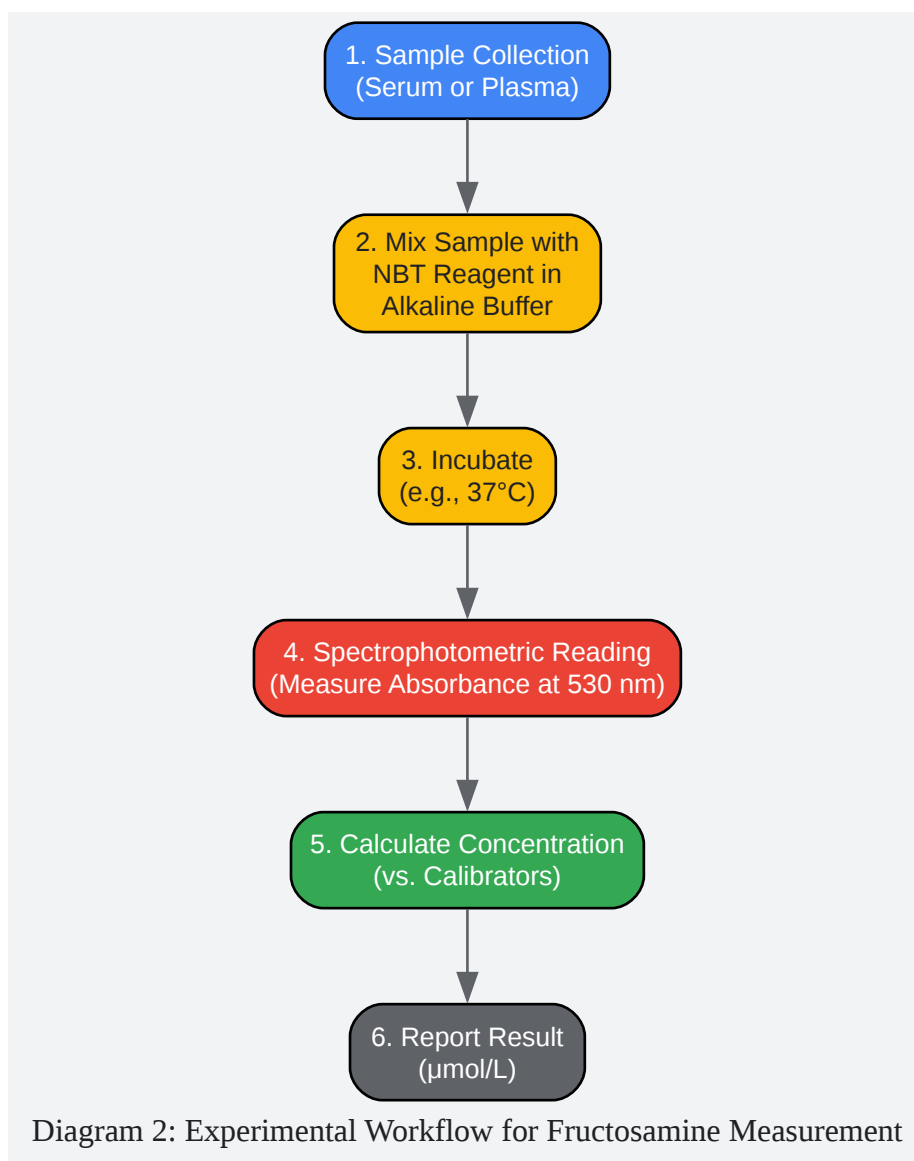 1. Sample Collection
(Serum or Plasma)
2. Mix Sample with
NBT Reagent in
Alkaline Buffer
3. Incubate
(e.g., 37°C)
4. Spectrophotometric Reading
(Measure Absorbance at 530 nm)
5. Calculate Concentration
(vs. Calibrators)
6. Report Result
(μmol/L)
Diagram 2: Experimental Workflow for Fructosamine Measurement